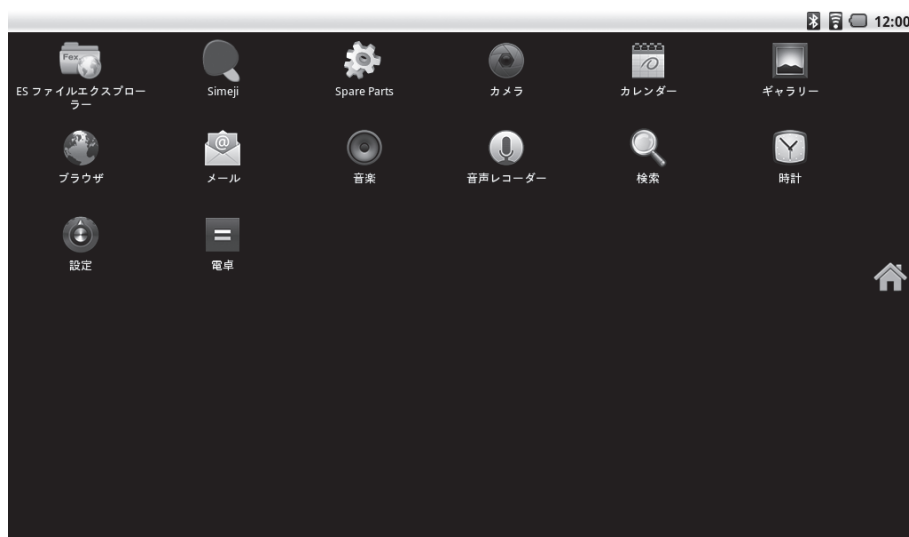 12:00
Fex
ES ファイルエクスプロー
ラー
Simeji
Spare Parts
カメラ
カレンダー
ギャラリー
ブラウザ
メール
音楽
音声レコーダー
検索
時計
設定
電卓